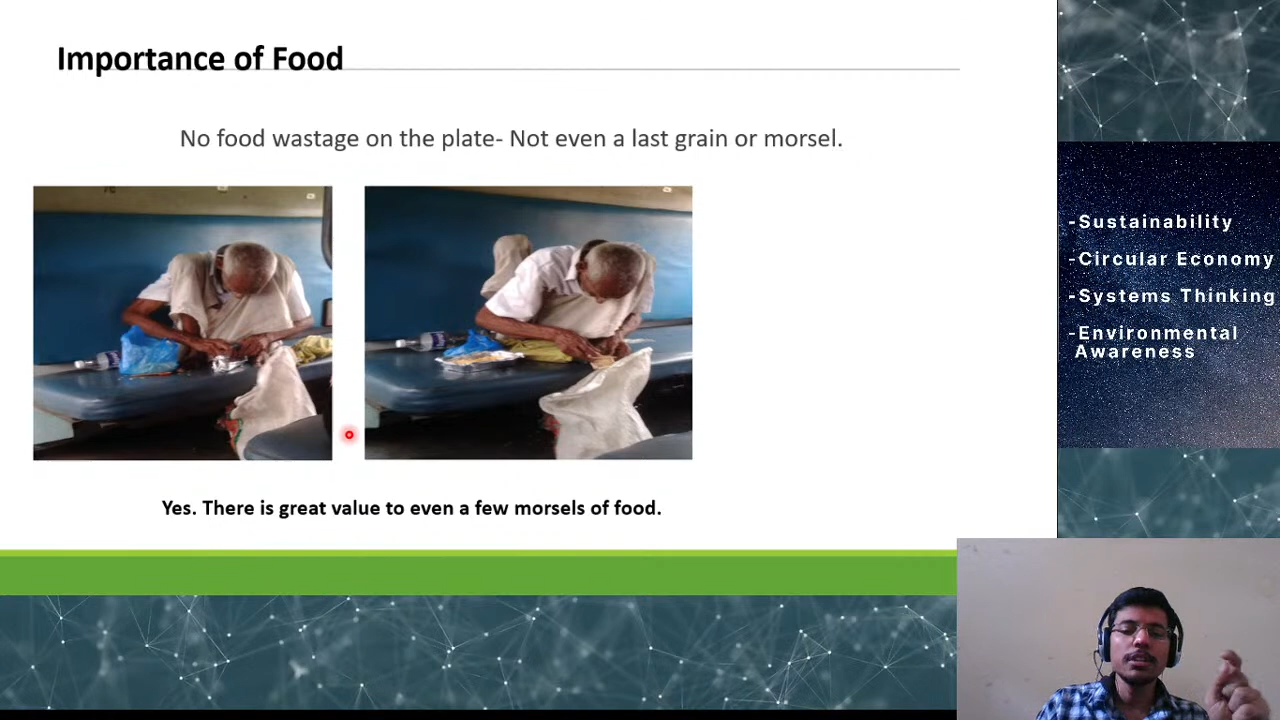 Importance of Food
No food wastage on the plate- Not even a last grain or morsel.
Yes. There is great value to even a few morsels of food.
-Sustainability
-Circular Economy
-Systems Thinking
-Environmental
Awareness